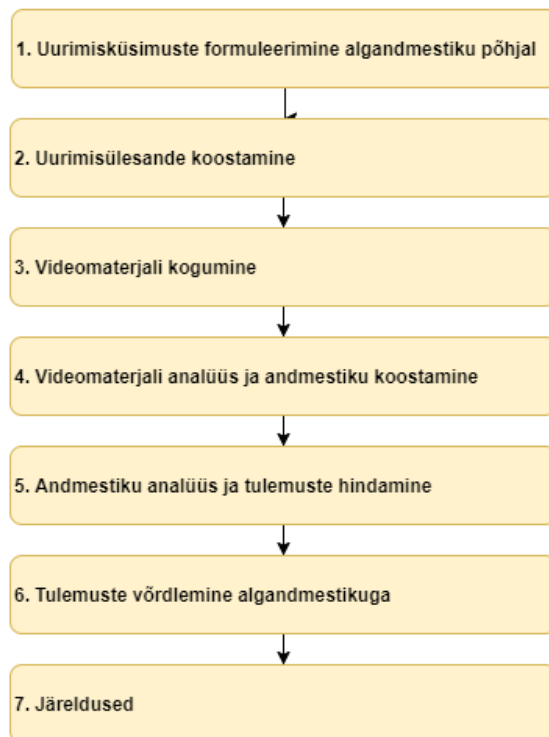 1. Uurimisküsimuste formuleerimine algandmestiku põhjal
2. Uurimisülesande koostamine
3. Videomaterjali kogumine
4. Videomaterjali analüüs ja andmestiku koostamine
5. Andmestiku analüüs ja tulemuste hindamine
6. Tulemuste võrdlemine algandmestikuga
7. Järeldused